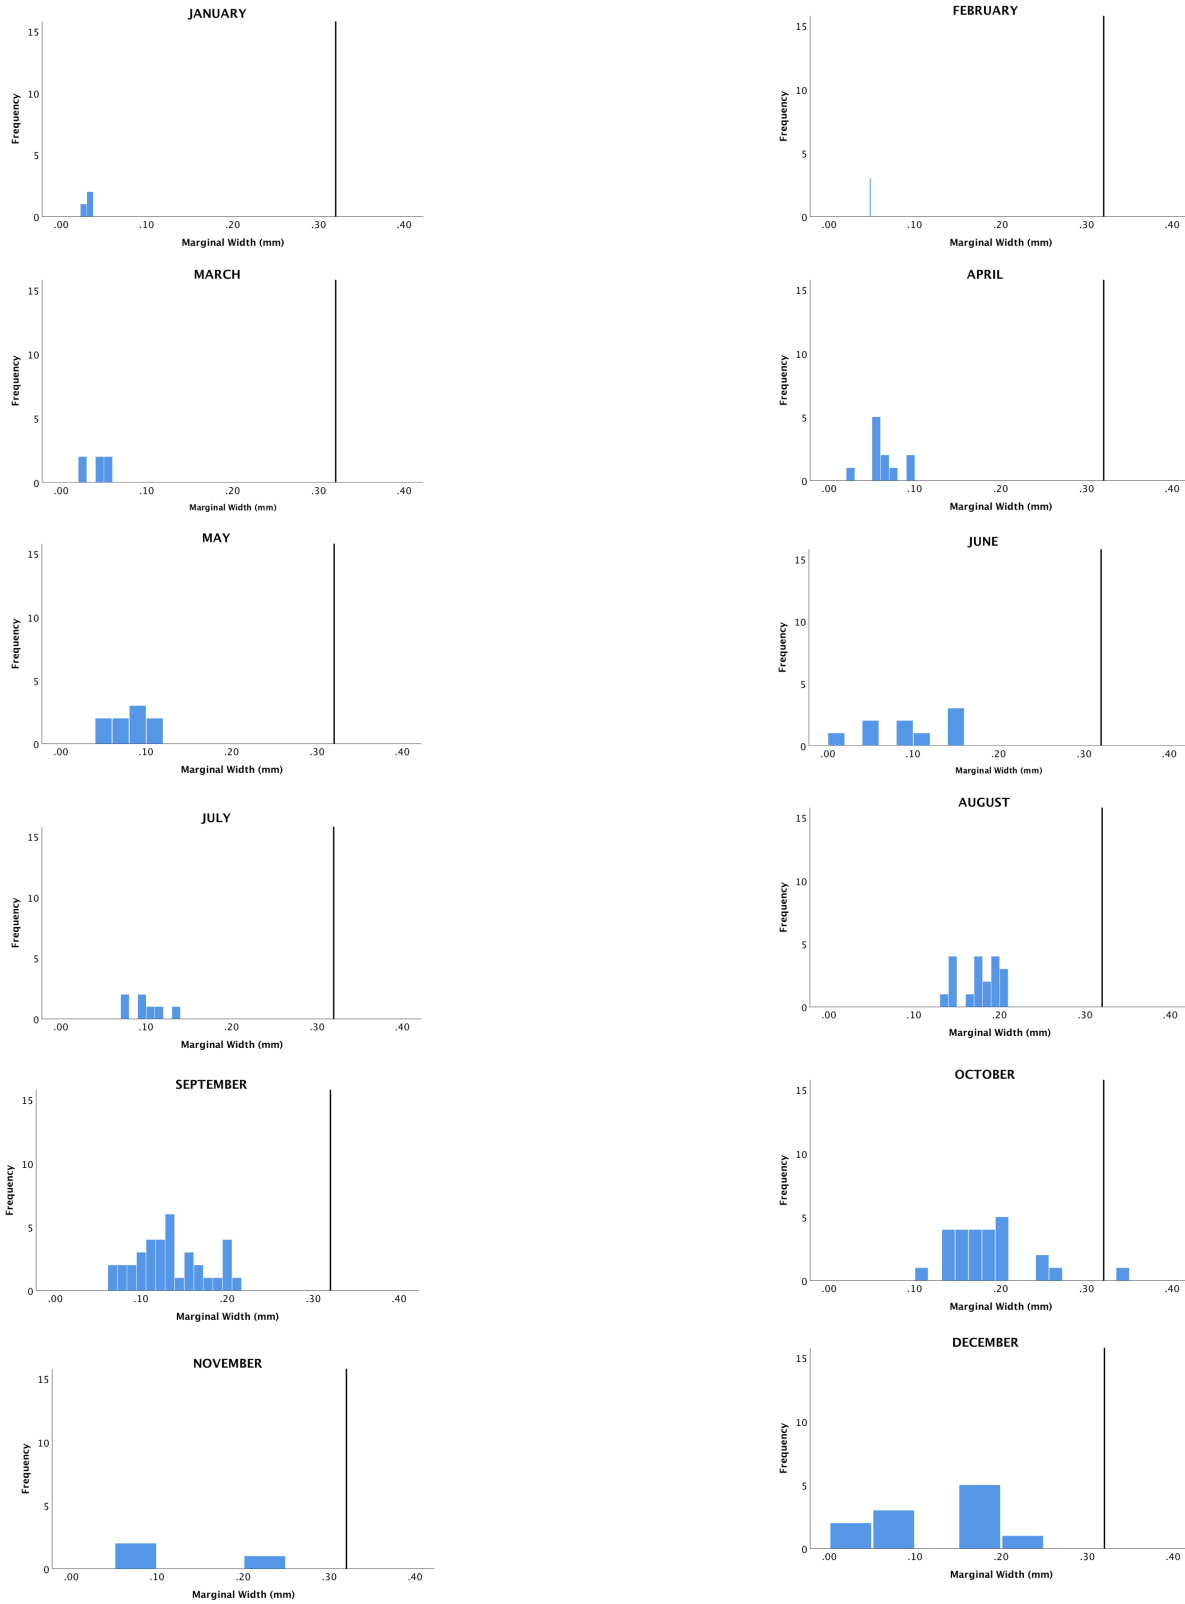 JANUARY
15
10
5
0
Frequency
.00 .10 .20 .30 .40
Marginal Width (mm)
FEBRUARY
15
10
5
0
Frequency
.00 .10 .20 .30 .40
Marginal Width (mm)
MARCH
15
10
5
0
Frequency
.00 .10 .20 .30 .40
Marginal Width (mm)
APRIL
15
10
5
0
Frequency
.00 .10 .20 .30 .40
Marginal Width (mm)
MAY
15
10
5
0
Frequency
.00 .10 .20 .30 .40
Marginal Width (mm)
JUNE
15
10
5
0
Frequency
.00 .10 .20 .30 .40
Marginal Width (mm)
JULY
15
10
5
0
Frequency
.00 .10 .20 .30 .40
Marginal Width (mm)
AUGUST
15
10
5
0
Frequency
.00 .10 .20 .30 .40
Marginal Width (mm)
SEPTEMBER
15
10
5
0
Frequency
.00 .10 .20 .30 .40
Marginal Width (mm)
OCTOBER
15
10
5
0
Frequency
.00 .10 .20 .30 .40
Marginal Width (mm)
NOVEMBER
15
10
5
0
Frequency
.00 .10 .20 .30 .40
Marginal Width (mm)
DECEMBER
15
10
5
0
Frequency
.00 .10 .20 .30 .40
Marginal Width (mm)